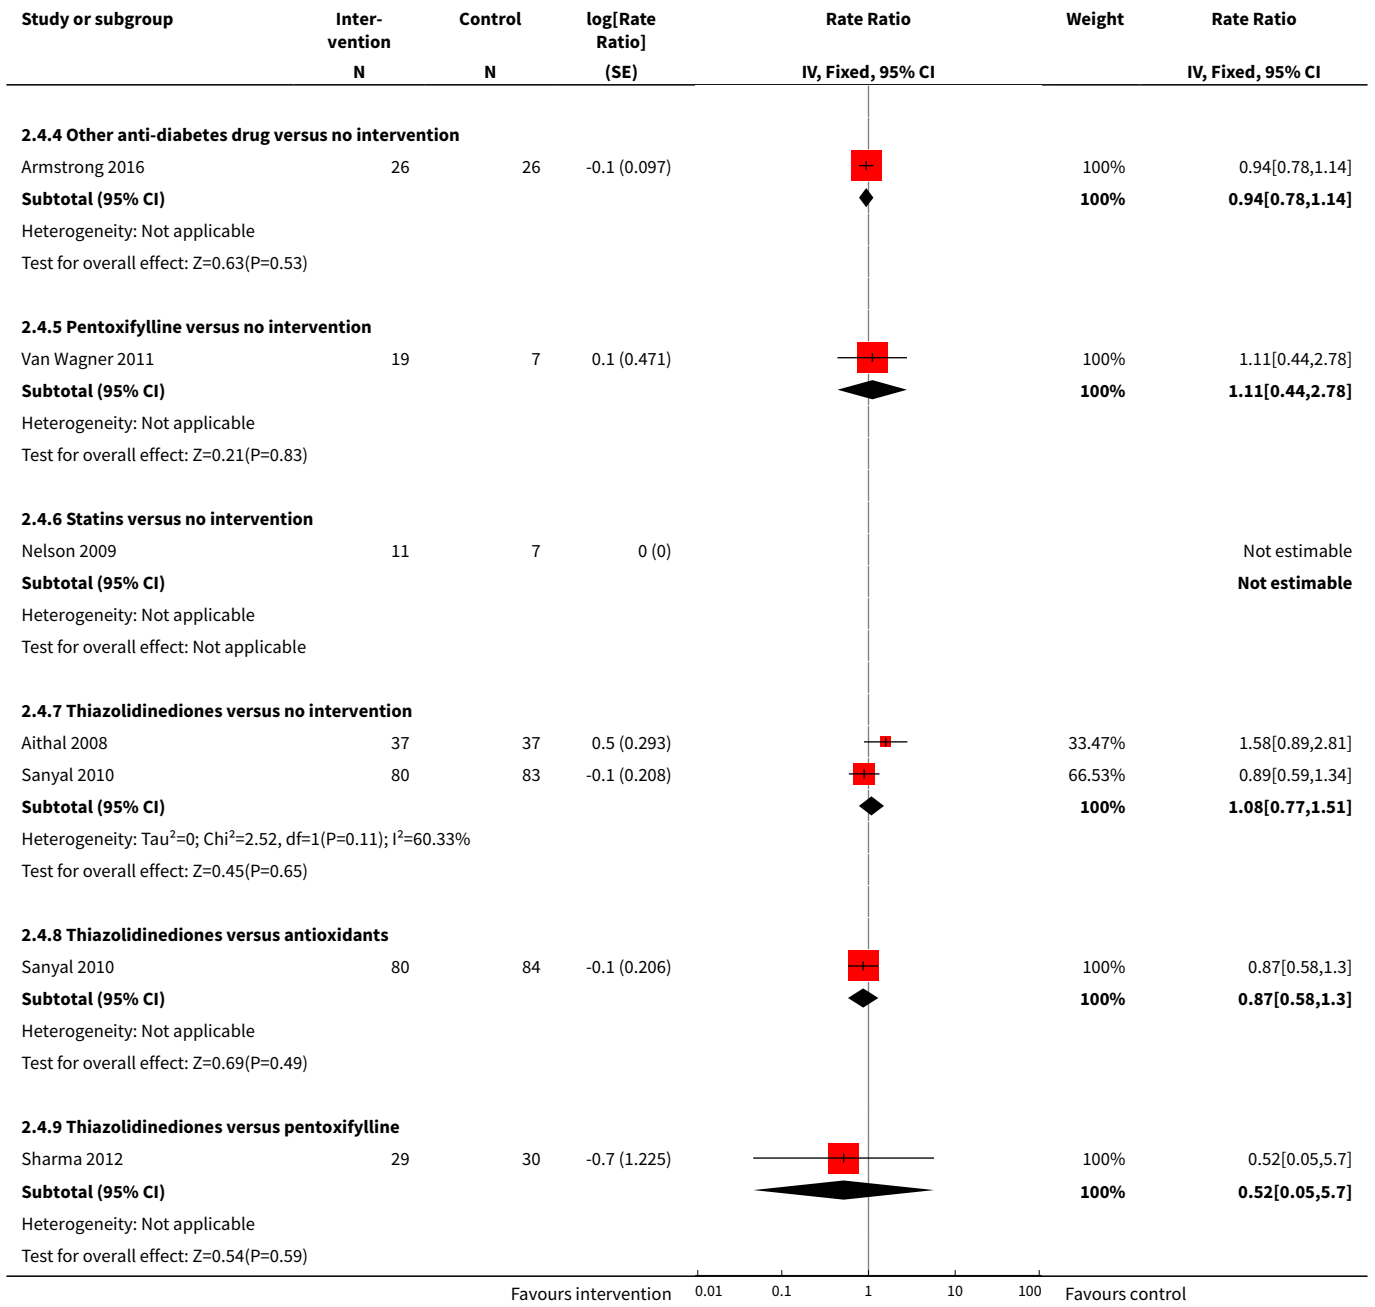 Study or subgroup Inter- Control log[Rate Rate Ratio Weight Rate Ratio
vention Ratio]
N N (SE) IV, Fixed, 95% CI IV, Fixed, 95% CI
2.4.4 Other anti-diabetes drug versus no intervention
Armstrong 2016 26 26 -0.1 (0.097) 100% 0.94[0.78,1.14]
Subtotal (95% CI) 100% 0.94[0.78,1.14]
Heterogeneity: Not applicable
Test for overall effect: Z=0.63(P=0.53)
2.4.5 Pentoxifylline versus no intervention
Van Wagner 2011 19 7 0.1 (0.471) 100% 1.11[0.44,2.78]
Subtotal (95% CI) 100% 1.11[0.44,2.78]
Heterogeneity: Not applicable
Test for overall effect: Z=0.21(P=0.83)
2.4.6 Statins versus no intervention
Nelson 2009 11 7 0 (0) Not estimable
Subtotal (95% CI) Not estimable
Heterogeneity: Not applicable
Test for overall effect: Not applicable
2.4.7 Thiazolidinediones versus no intervention
Aithal 2008 37 37 0.5 (0.293) 33.47% 1.58[0.89,2.81]
Sanyal 2010 80 83 -0.1 (0.208) 66.53% 0.89[0.59,1.34]
Subtotal (95% CI) 100% 1.08[0.77,1.51]
Heterogeneity: Tau²=0; Chi²=2.52, df=1(P=0.11); I²=60.33%
Test for overall effect: Z=0.45(P=0.65)
2.4.8 Thiazolidinediones versus antioxidants
Sanyal 2010 80 84 -0.1 (0.206) 100% 0.87[0.58,1.3]
Subtotal (95% CI) 100% 0.87[0.58,1.3]
Heterogeneity: Not applicable
Test for overall effect: Z=0.69(P=0.49)
2.4.9 Thiazolidinediones versus pentoxifylline
Sharma 2012 29 30 -0.7 (1.225) 100% 0.52[0.05,5.7]
Subtotal (95% CI) 100% 0.52[0.05,5.7]
Heterogeneity: Not applicable
Test for overall effect: Z=0.54(P=0.59)
Favours intervention 0.01 0.1 1 10 100 Favours control